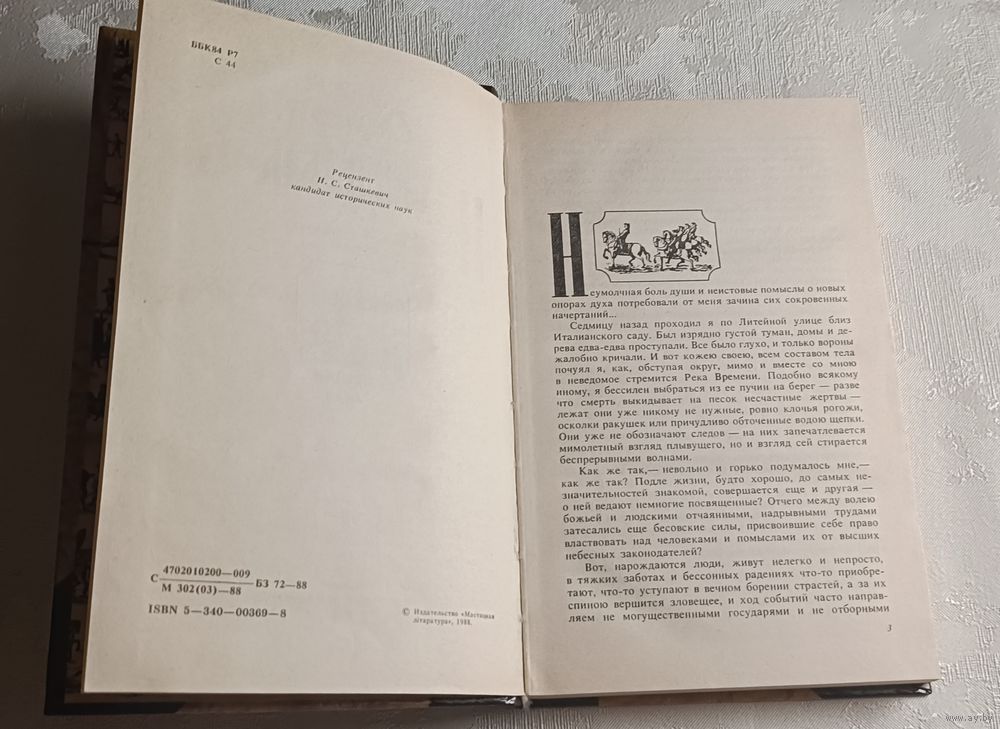 ББК84 Р7
С 44
Рецензент
Н. С. Сташкевич
кандидат исторических наук
4702010200—009
С БЗ 72—88
М 302(03)—88
ISBN 5—340—00369—8
© Издательство «Мастацкая
літаратура», 1988.
Неумолчная боль души и неистовые помыслы о новых
опорах духа потребовали от меня зачина сих сокровенных
начертаний...
Седмицу назад проходил я по Литейной улице близ
Италианского саду. Был изрядно густой туман, домы и де-
рева едва-едва проступали. Все было глухо, и только вороны
жалобно кричали. И вот кожею своею, всем составом тела
почуял я, как, обступая округ, мимо и вместе со мною
в неведомое стремится Река Времени. Подобно всякому
иному, я бессилен выбраться из ее пучин на берег — разве
что смерть выкидывает на песок несчастные жертвы —
лежат они уже никому не нужные, ровно клочья рогожи,
осколки ракушек или причудливо обточенные водою щепки.
Они уже не обозначают следов — на них запечатлевается
мимолетный взгляд плывущего, но и взгляд сей стирается
беспрерывными волнами.
Как же так,— невольно и горько подумалось мне,—
как же так? Подле жизни, будто хорошо, до самых не-
значительностей знакомой, совершается еще и другая —
о ней ведают немногие посвященные? Отчего между волею
божьей и людскими отчаянными, надрывными трудами
затесались еще бесовские силы, присвоившие себе право
властвовать над человеками и помыслами их от высших
небесных законодателей?
Вот, нарождаются люди, живут нелегко и непросто,
в тяжких заботах и бессонных радениях что-то приобре-
тают, что-то уступают в вечном борении страстей, а за их
спиною вершится зловещее, и ход событий часто направ-
ляем не могущественными государями и не отборными
3
www.ay.by